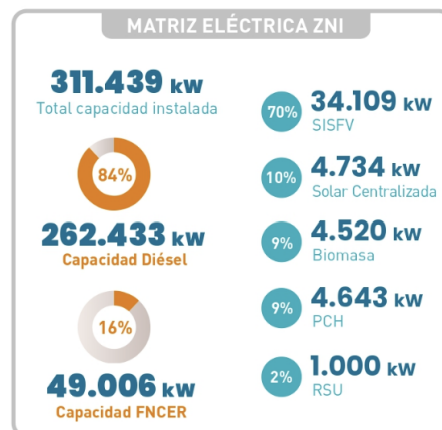 MATRIZ ELÉCTRICA ZNI
311.439 kW
Total capacidad instalada
84%
262.433 kW
Capacidad Diésel
16%
49.006 kW
Capacidad FNCER
70%
34.109 kW
SISFV
10%
4.734 kW
Solar Centralizada
9%
4.520 kW
Biomasa
9%
4.643 kW
PCH
2%
1.000 kW
RSU